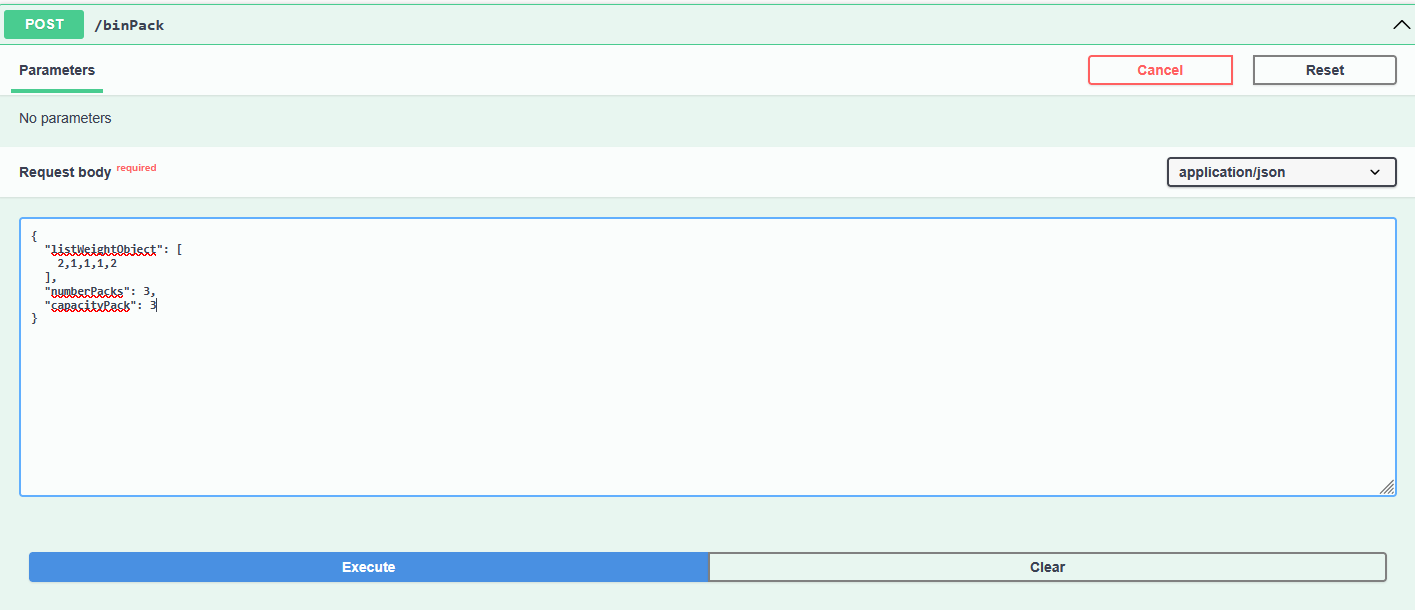 POST /binPack
Parameters Cancel Reset
No parameters
Request body required application/json
{
"listWeightObject": [
2,1,1,1,2
],
"numberPacks": 3,
"capacityPack": 3
}
Execute Clear